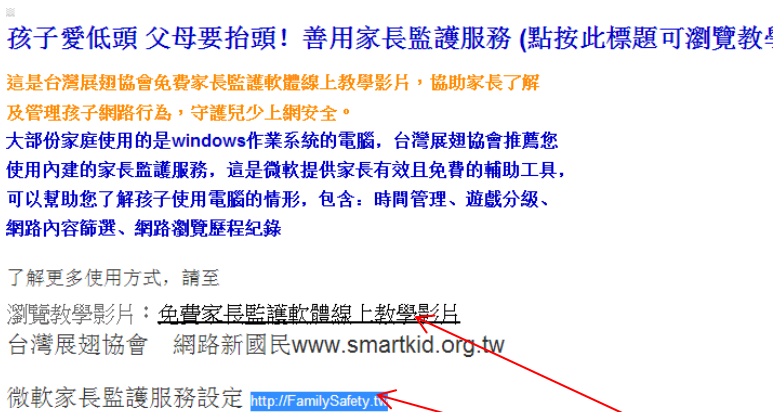 孩子愛低頭 父母要抬頭！善用家長監護服務 (點按此標題可瀏覽教
這是台灣展翅協會免費家長監護軟體線上教學影片，協助家長了解
及管理孩子網路行為，守護兒少上網安全。
大部份家庭使用的是windows作業系統的電腦，台灣展翅協會推薦您
使用內建的家長監護服務，這是微軟提供家長有效且免費的輔助工具，
可以幫助您了解孩子使用電腦的情形，包含：時間管理、遊戲分級、
網路內容篩選、網路瀏覽歷程紀錄
了解更多使用方式，請至
瀏覽教學影片：免費家長監護軟體線上教學影片
台灣展翅協會　網路新國民www.smartkid.org.tw
微軟家長監護服務設定 http://FamilySafety.tw